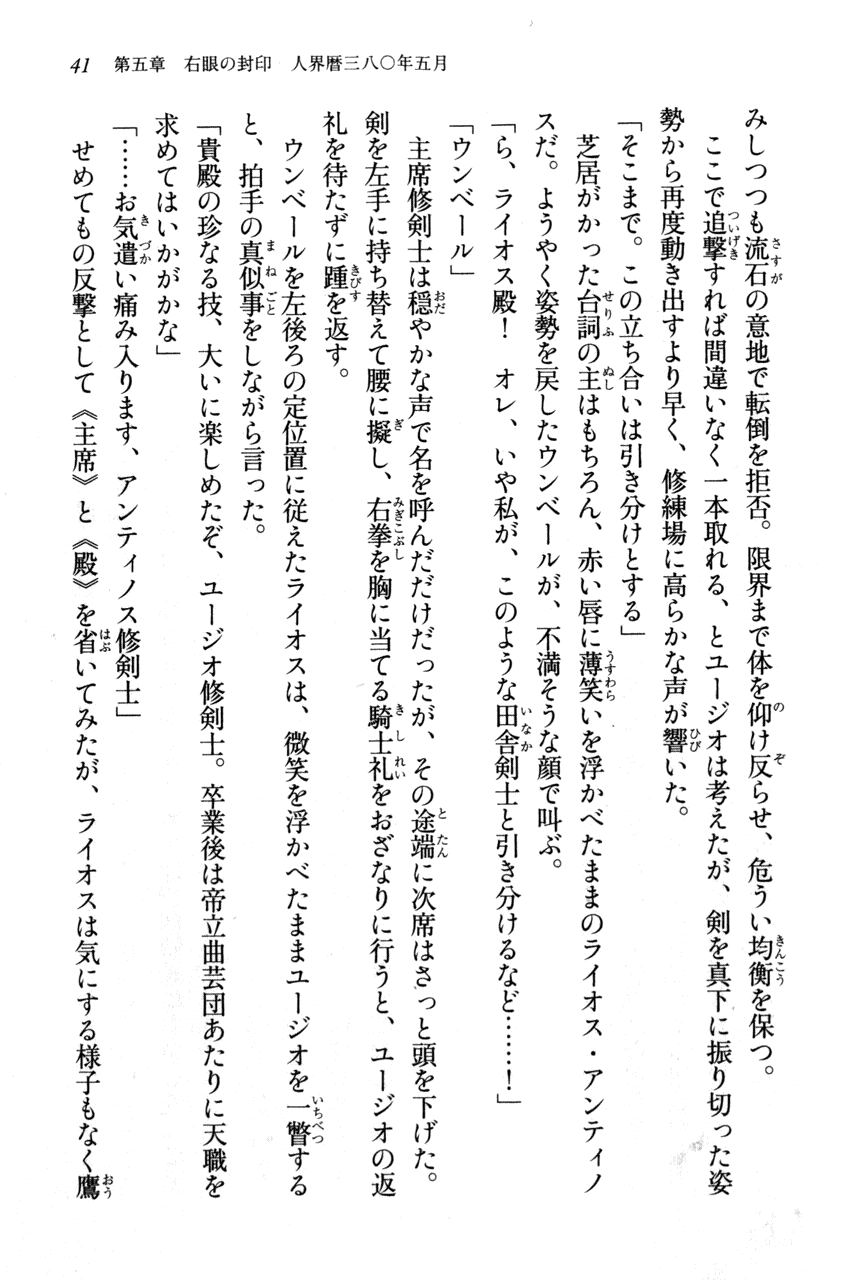 41　第五章　右眼の封印　人界暦三八〇年五月
みしつつも流石の意地で転倒を拒否。限界まで体を仰け反らせ、危うい均衡を保つ。
　ここで追撃すれば間違いなく一本取れる、とユージオは考えたが、剣を真下に振り切った姿
勢から再度動き出すより早く、修練場に高らかな声が響いた。
「そこまで。この立ち合いは引き分けとする」
　芝居がかった台詞の主はもちろん、赤い唇に薄笑いを浮かべたままのライオス・アンティノ
スだ。ようやく姿勢を戻したウンベールが、不満そうな顔で叫ぶ。
「ら、ライオス殿！　オレ、いや私が、このような田舎剣士と引き分けるなど……！」
「ウンベール」
　主席修剣士は穏やかな声で名を呼んだだけだったが、その途端に次席はさっと頭を下げた。
剣を左手に持ち替えて腰に擬し、右拳を胸に当てる騎士礼をおざなりに行うと、ユージオの返
礼を待たずに踵を返す。
　ウンベールを左後ろの定位置に従えたライオスは、微笑を浮かべたままユージオを一瞥する
と、拍手の真似事をしながら言った。
「貴殿の珍なる技、大いに楽しめたぞ、ユージオ修剣士。卒業後は帝立曲芸団あたりに天職を
求めてはいかがかな」
「……お気遣い痛み入ります、アンティノス修剣士」
　せめてもの反撃として《主席》と《殿》を省いてみたが、ライオスは気にする様子もなく鷹